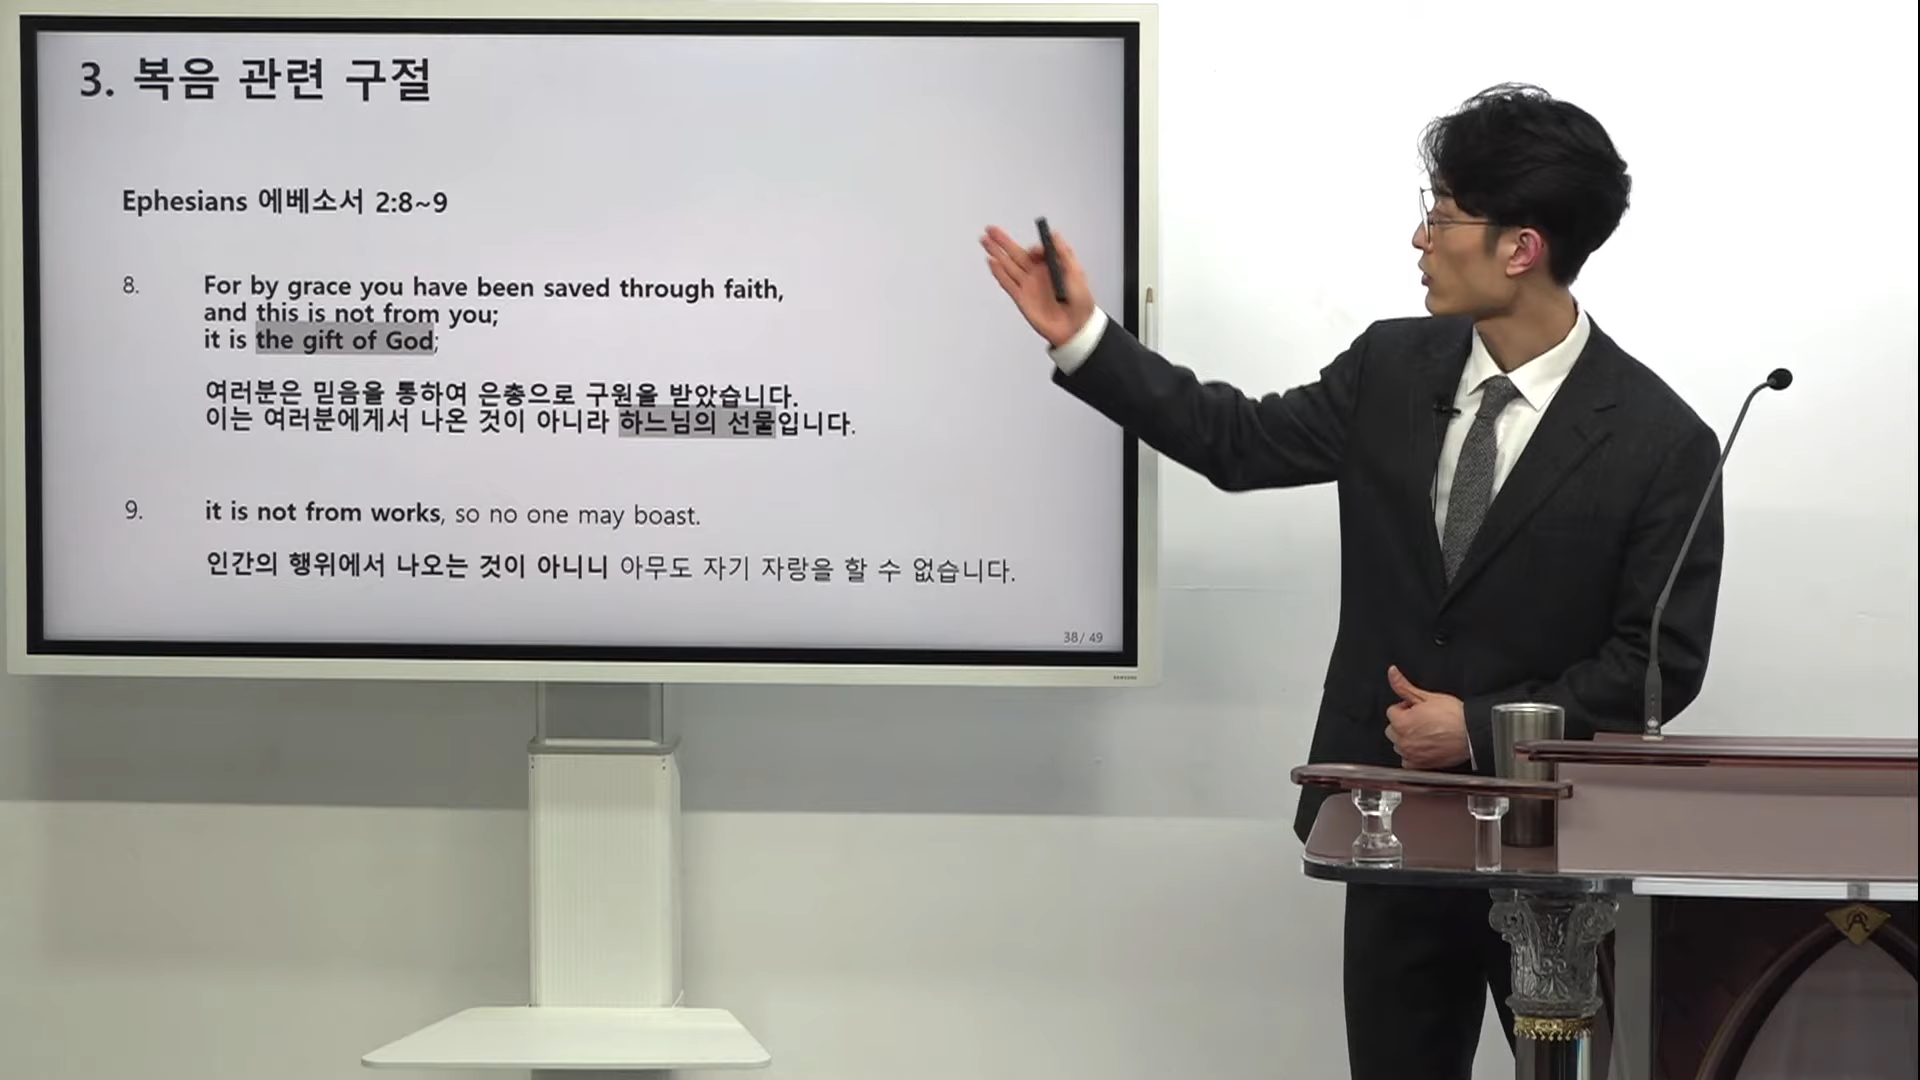 3. 복음 관련 구절
Ephesians 에베소서 2:8~9
8. For by grace you have been saved through faith,
and this is not from you;
it is the gift of God;
여러분은 믿음을 통하여 은총으로 구원을 받았습니다.
이는 여러분에게서 나온 것이 아니라 하느님의 선물입니다.
9. it is not from works, so no one may boast.
인간의 행위에서 나오는 것이 아니니 아무도 자기 자랑을 할 수 없습니다.
38/ 49
SAMSUNG